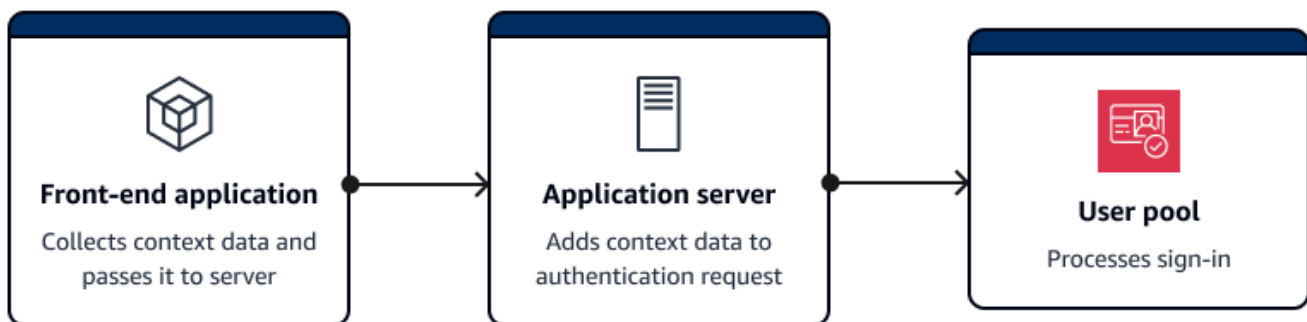 Front-end application
Collects context data and
passes it to server
Application server
Adds context data to
authentication request
User pool
Processes sign-in